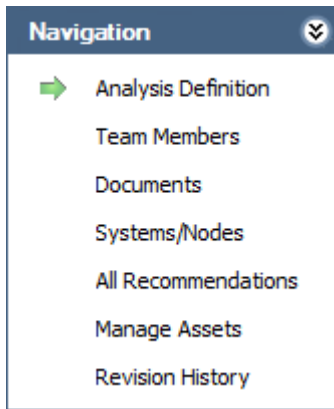 Navigation
Analysis Definition
Team Members
Documents
Systems/Nodes
All Recommendations
Manage Assets
Revision History